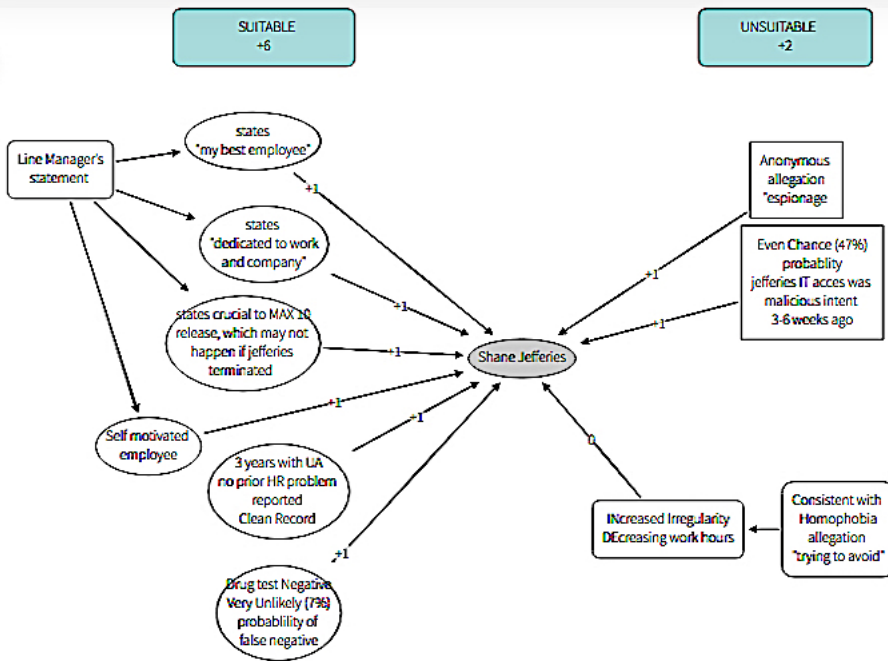 SUITABLE
+6
UNSUITABLE
+2
Line Manager's
statement
states
"my best employee"
+1
states
"dedicated to work
and company"
+1
states crucial to MAX 10
release, which may not
happen if jefferies
terminated
+1
Self motivated
employee
+1
3 years with UA
no prior HR problem
reported
Clean Record
+1
Drug test Negative
Very Unlikely (7%)
probablility of
false negative
+1
Shane Jefferies
Anonymous
allegation
"espionage
+1
Even Chance (47%)
probablity
jefferies IT acces was
malicious intent
3-6 weeks ago
+1
INcreased Irregularity
DEcreasing work hours
0
Consistent with
Homophobia
allegation
"trying to avoid"